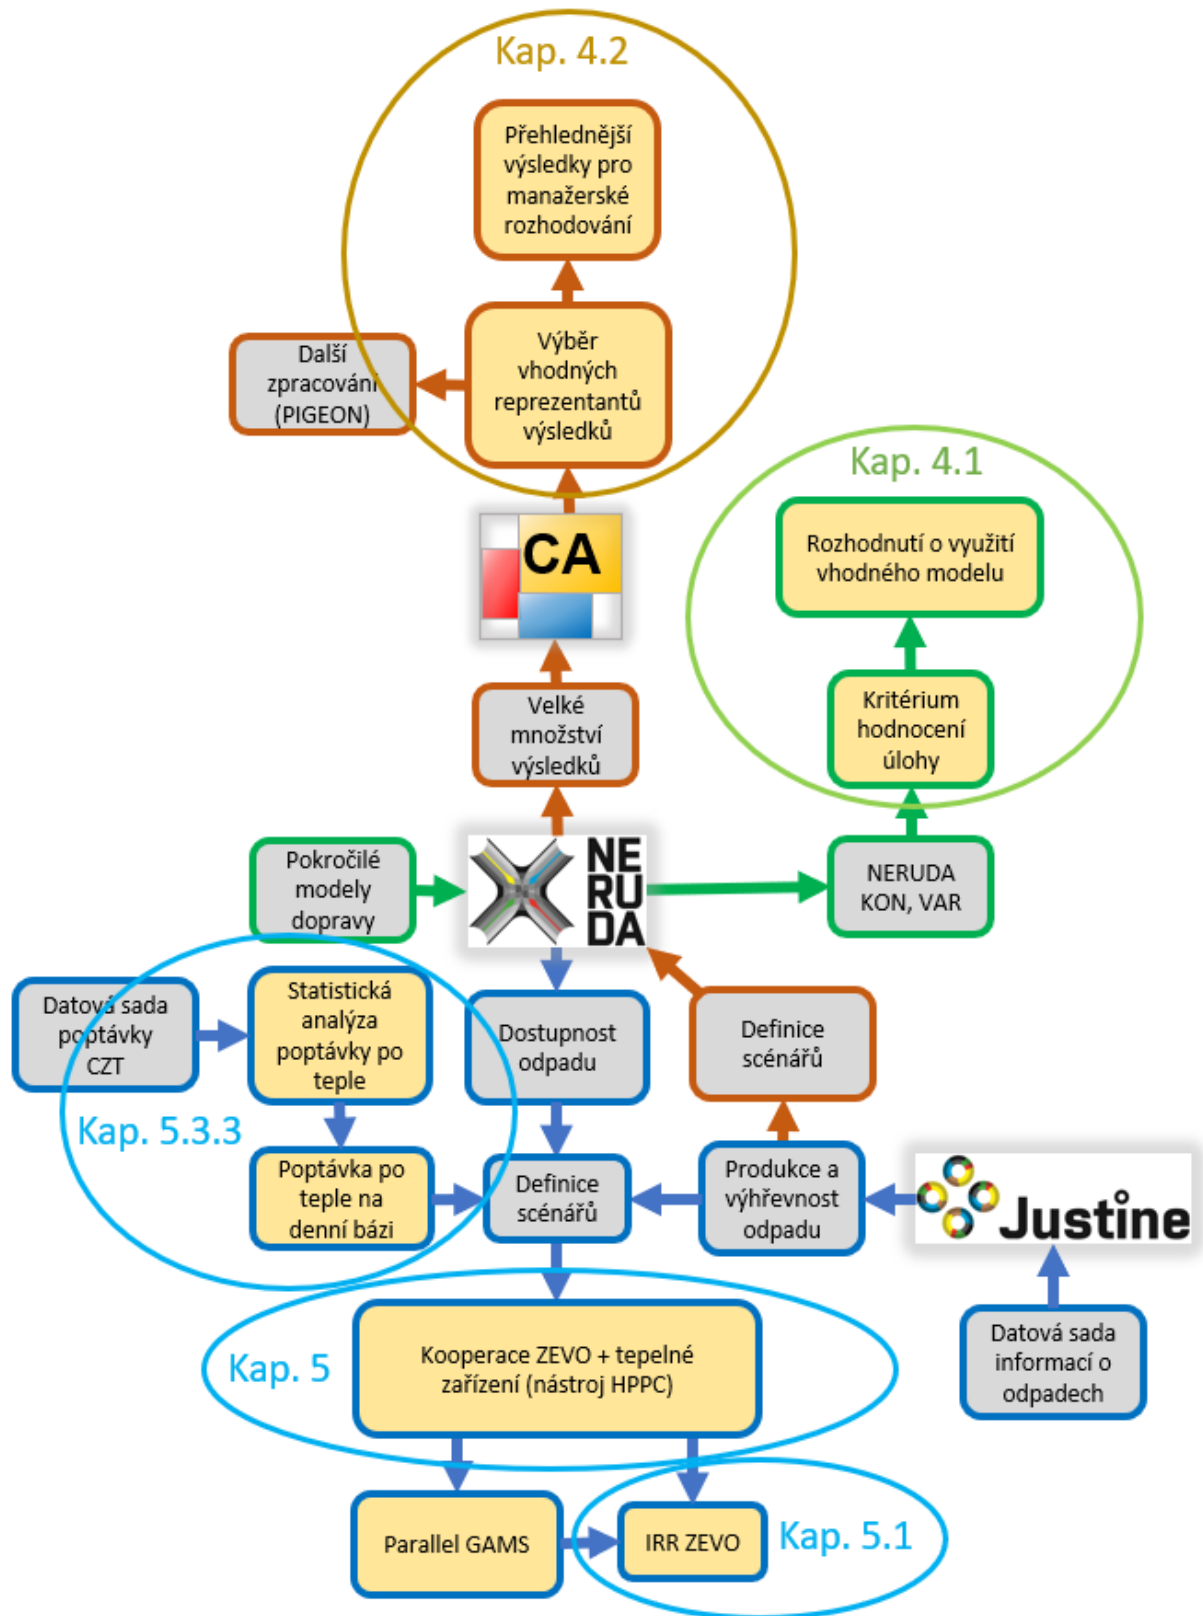 Kap. 4.2
Přehlednější
výsledky pro
manažerské
rozhodování
Další
zpracování
(PIGEON)
Výběr
vhodných
reprezentantů
výsledků
Kap. 4.1
Rozhodnutí o využití
vhodného modelu
CA
Kritérium
hodnocení
úlohy
Velké
množství
výsledků
Pokročilé
modely
dopravy
NE
RU
DA
NERUDA
KON, VAR
Datová sada
poptávky
CZT
Statistická
analýza
poptávky po
teple
Dostupnost
odpadu
Definice
scénářů
Kap. 5.3.3
Poptávka po
teple na
denní bázi
Definice
scénářů
Produkce a
výhřevnost
odpadu
Justine
Kap. 5
Kooperace ZEVO + tepelné
zařízení (nástroj HPPC)
Datová sada
informací o
odpadech
Parallel GAMS
IRR ZEVO
Kap. 5.1